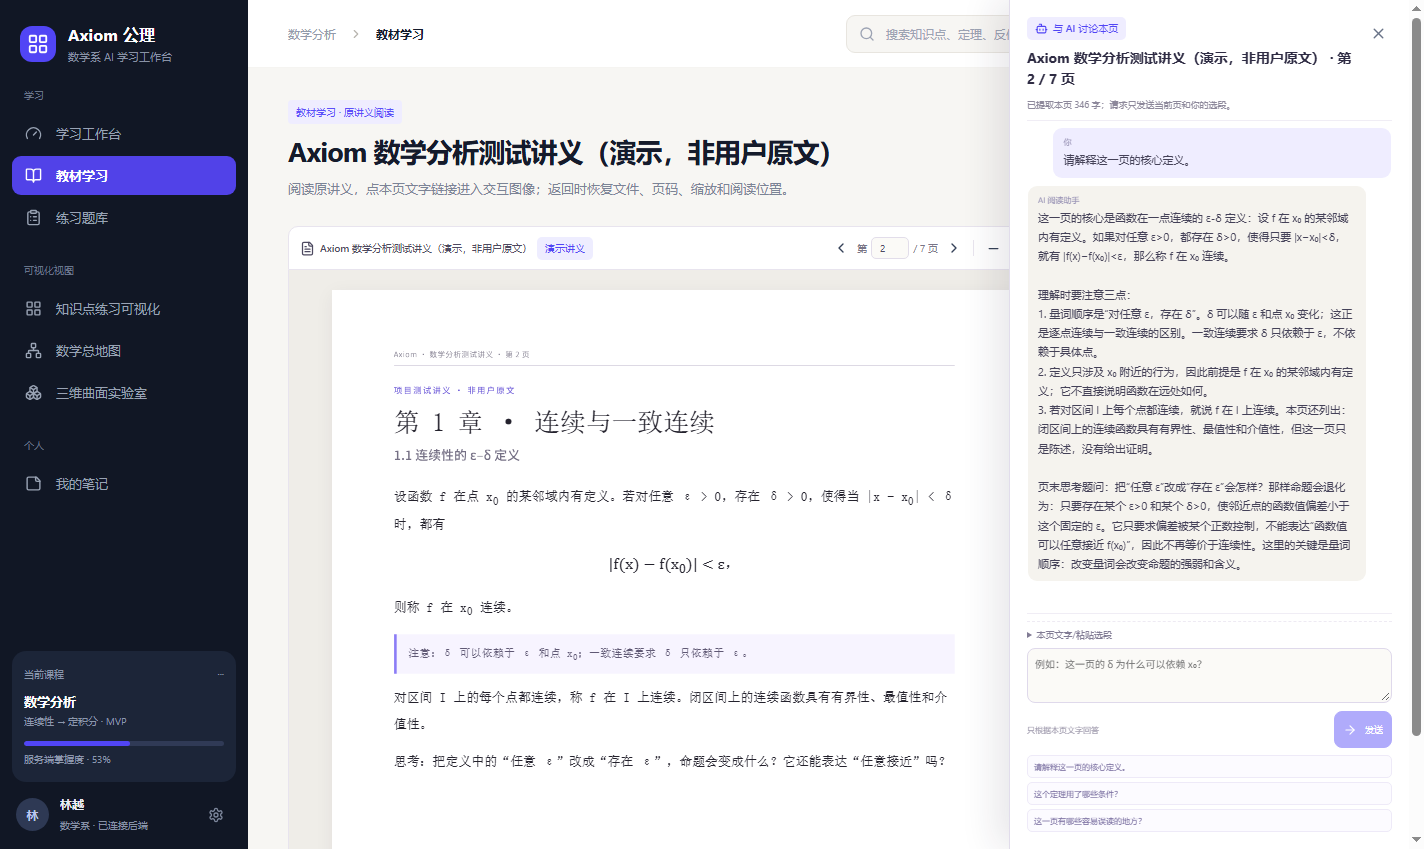 Axiom 公理
数学系 AI 学习工作台
学习
学习工作台
教材学习
练习题库
可视化视图
知识点练习可视化
数学总地图
三维曲面实验室
个人
我的笔记
当前课程
数学分析
连续性 → 定积分 · MVP
服务端掌握度 · 53%
林
林越
数学系 · 已连接后端
数学分析
教材学习
搜索知识点、定理、反
教材学习 · 原讲义阅读
Axiom 数学分析测试讲义（演示，非用户原文）
阅读原讲义，点本页文字链接进入交互图像；返回时恢复文件、页码、缩放和阅读位置。
Axiom 数学分析测试讲义（演示，非用户原文）
演示讲义
第 2 / 7 页
Axiom · 数学分析测试讲义 · 第 2 页
项目测试讲义 · 非用户原文
第 1 章 · 连续与一致连续
1.1 连续性的 ε–δ 定义
设函数 f 在点 x₀ 的某邻域内有定义。若对任意 ε > 0，存在 δ > 0，使得当 |x − x₀| < δ
时，都有
|f(x) − f(x₀)| < ε，
则称 f 在 x₀ 连续。
注意：δ 可以依赖于 ε 和点 x₀；一致连续要求 δ 只依赖于 ε。
对区间 I 上的每个点都连续，称 f 在 I 上连续。闭区间上的连续函数具有有界性、最值性和介
值性。
思考：把定义中的“任意 ε”改成“存在 ε”，命题会变成什么？它还能表达“任意接近”吗？
与 AI 讨论本页
Axiom 数学分析测试讲义（演示，非用户原文） · 第
2 / 7 页
已提取本页 346 字；请求只发送当前页和你的选段。
你
请解释这一页的核心定义。
AI 阅读助手
这一页的核心是函数在一点连续的 ε-δ 定义：设 f 在 x₀ 的某邻域
内有定义。如果对任意 ε>0，都存在 δ>0，使得只要 |x−x₀|<δ，
就有 |f(x)−f(x₀)|<ε，那么称 f 在 x₀ 连续。
理解时要注意三点：
1. 量词顺序是“对任意 ε，存在 δ”。δ 可以随 ε 和点 x₀ 变化；这正
是逐点连续与一致连续的区别。一致连续要求 δ 只依赖于 ε，不依
赖于具体点。
2. 定义只涉及 x₀ 附近的行为，因此前提是 f 在 x₀ 的某邻域内有定
义；它不直接说明函数在远处如何。
3. 若对区间 I 上每个点都连续，就说 f 在 I 上连续。本页还列出：
闭区间上的连续函数具有有界性、最值性和介值性，但这一页只
是陈述，没有给出证明。
页末思考题问：把“任意 ε”改成“存在 ε”会怎样？那样命题会退化
为：只要存在某个 ε>0 和某个 δ>0，使邻近点的函数值偏差小于
这个固定的 ε。它只要求偏差被某个正数控制，不能表达“函数值
可以任意接近 f(x₀)”，因此不再等价于连续性。这里的关键是量词
顺序：改变量词会改变命题的强弱和含义。
本页文字/粘贴选段
例如：这一页的 δ 为什么可以依赖 x₀？
只根据本页文字回答
发送
请解释这一页的核心定义。
这个定理用了哪些条件？
这一页有哪些容易误读的地方？